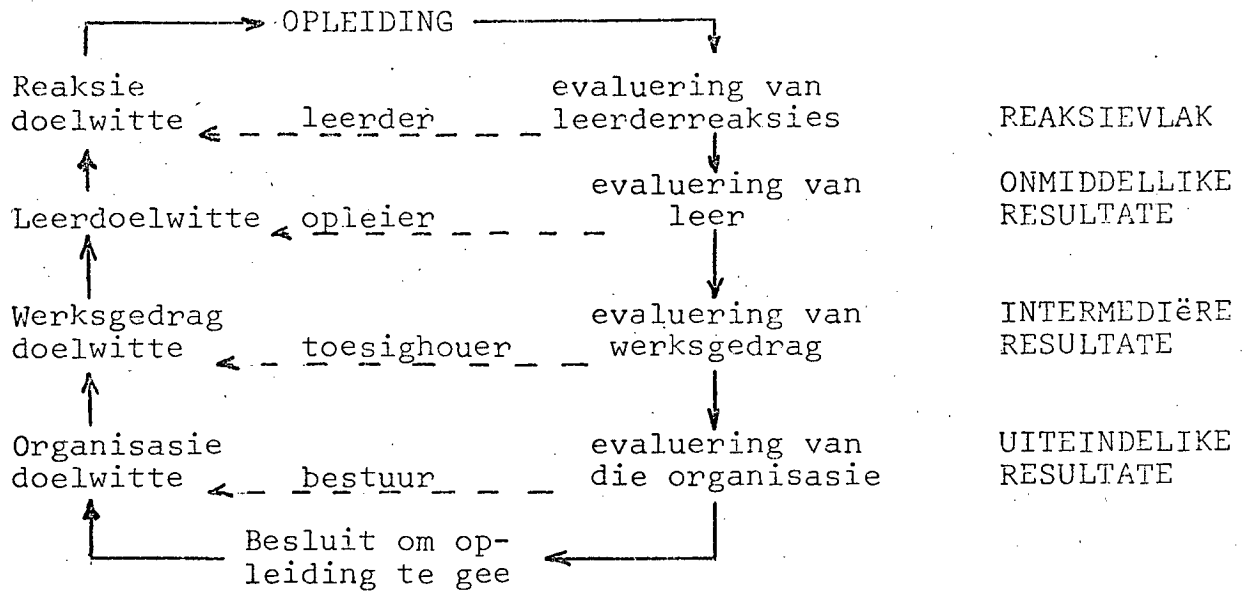 OPLEIDING
Reaksie evaluering van
doelwitte leerder leerderreaksies REAKSIEVLAK
evaluering van ONMIDDELLIKE
Leerdoelwitte opleier leer RESULTATE
Werksgedrag evaluering van INTERMEDIëRE
doelwitte toesighouer werksgedrag RESULTATE
Organisasie evaluering van UITEINDELIKE
doelwitte bestuur die organisasie RESULTATE
Besluit om op-
leiding te gee